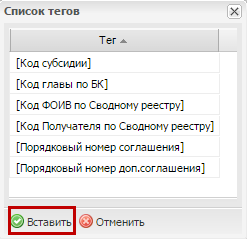 Список тегов
Тег
[Код субсидии]
[Код главы по БК]
[Код ФОИВ по Сводному реестру]
[Код Получателя по Сводному реестру]
[Порядковый номер соглашения]
[Порядковый номер доп.соглашения]
Вставить Отменить